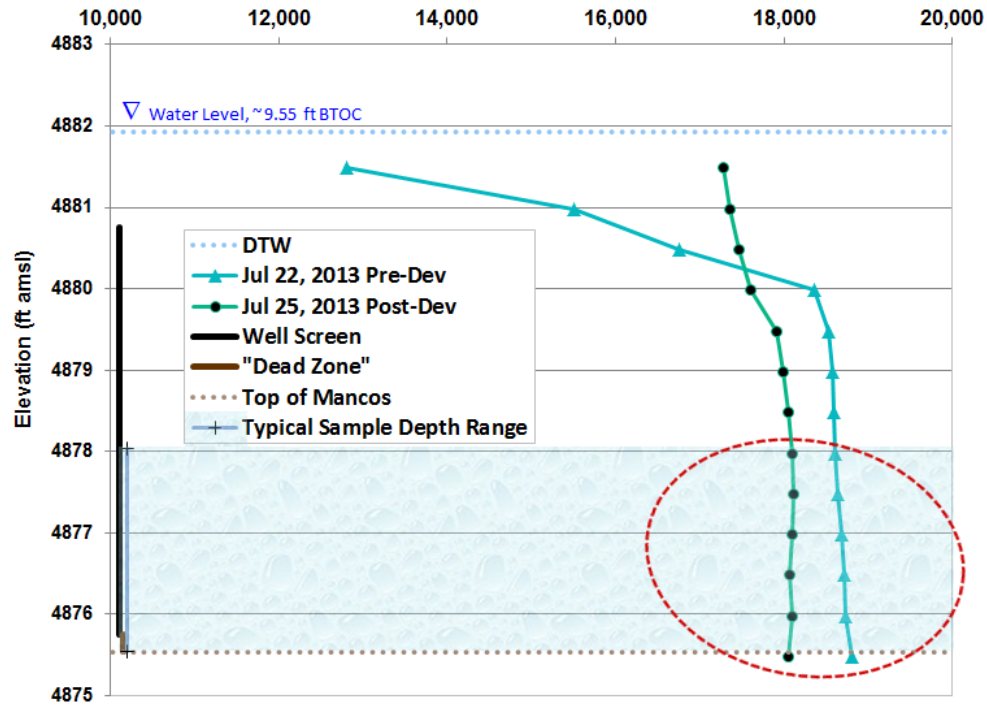 10,000 12,000 14,000 16,000 18,000 20,000
4883
∇ Water Level, ~9.55 ft BTOC
4882
4881
DTW
Jul 22, 2013 Pre-Dev
4880
Jul 25, 2013 Post-Dev
Well Screen
4879
"Dead Zone"
Top of Mancos
Typical Sample Depth Range
4878
4877
4876
4875
Elevation (ft amsl)